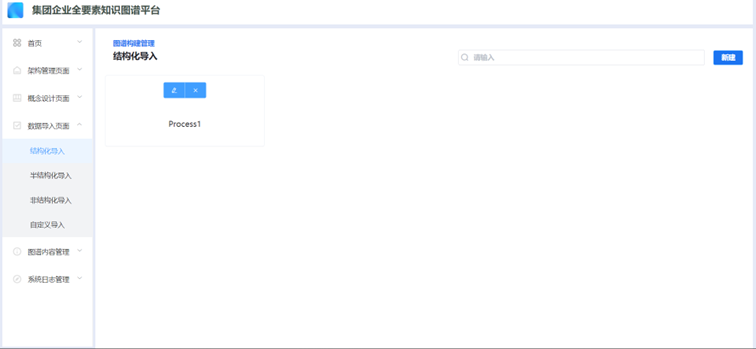 集团企业全要素知识图谱平台
首页
架构管理页面
概念设计页面
数据导入页面
结构化导入
半结构化导入
非结构化导入
自定义导入
图谱内容管理
系统日志管理
图谱构建管理
结构化导入
请输入
新建
Process1